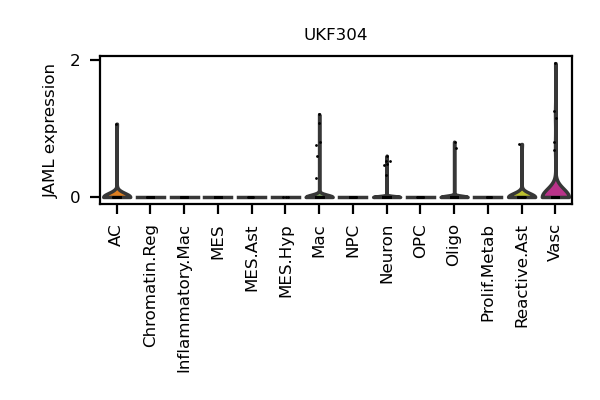 UKF304
JAML expression
2
0
AC
Chromatin.Reg
Inflammatory.Mac
MES
MES.Ast
MES.Hyp
Mac
NPC
Neuron
OPC
Oligo
Prolif.Metab
Reactive.Ast
Vasc